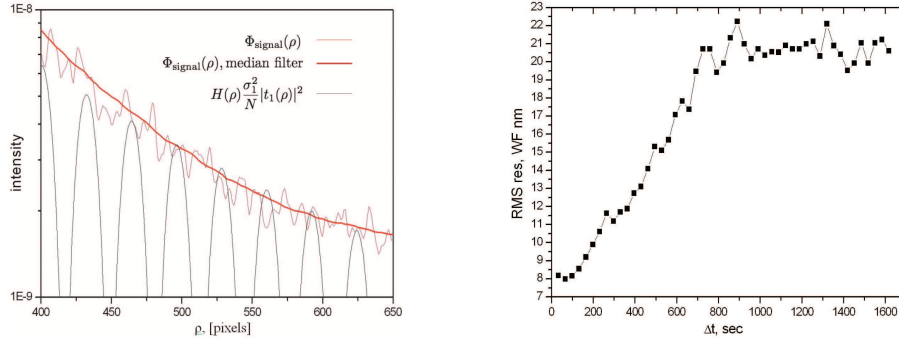 1E-8
Φsignal(ρ)
Φsignal(ρ), median filter
H(ρ) σ₁²/N |t₁(ρ)|²
intensity
1E-9
400 450 500 550 600 650
ρ, [pixels]
23
22
21
20
19
18
17
16
15
14
13
12
11
10
9
8
7
RMS res, WF nm
0 200 400 600 800 1000 1200 1400 1600
Δt, sec